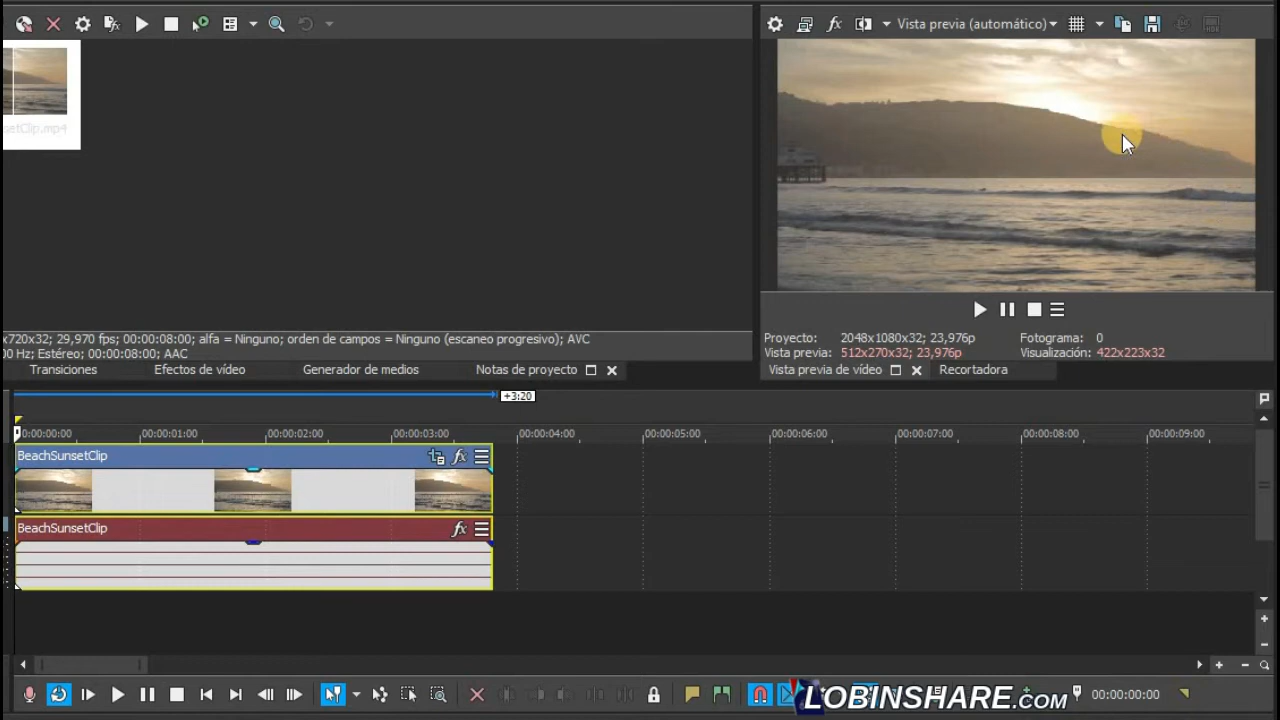 Vista previa (automático)
setClip.mp4
x720x32; 29,970 fps; 00:00:08:00; alfa = Ninguno; orden de campos = Ninguno (escaneo progresivo); AVC
00 Hz; Estéreo; 00:00:08:00; AAC
Proyecto: 2048x1080x32; 23,976p
Fotograma: 0
Vista previa: 512x270x32; 23,976p
Visualización: 422x223x32
Transiciones Efectos de vídeo Generador de medios Notas de proyecto
Vista previa de vídeo Recortadora
+3:20
0:00:00:00 00:00:01:00 00:00:02:00 00:00:03:00 00:00:04:00 00:00:05:00 00:00:06:00 00:00:07:00 00:00:08:00 00:00:09:00
BeachSunsetClip
BeachSunsetClip
LOBINSHARE.COM
00:00:00:00